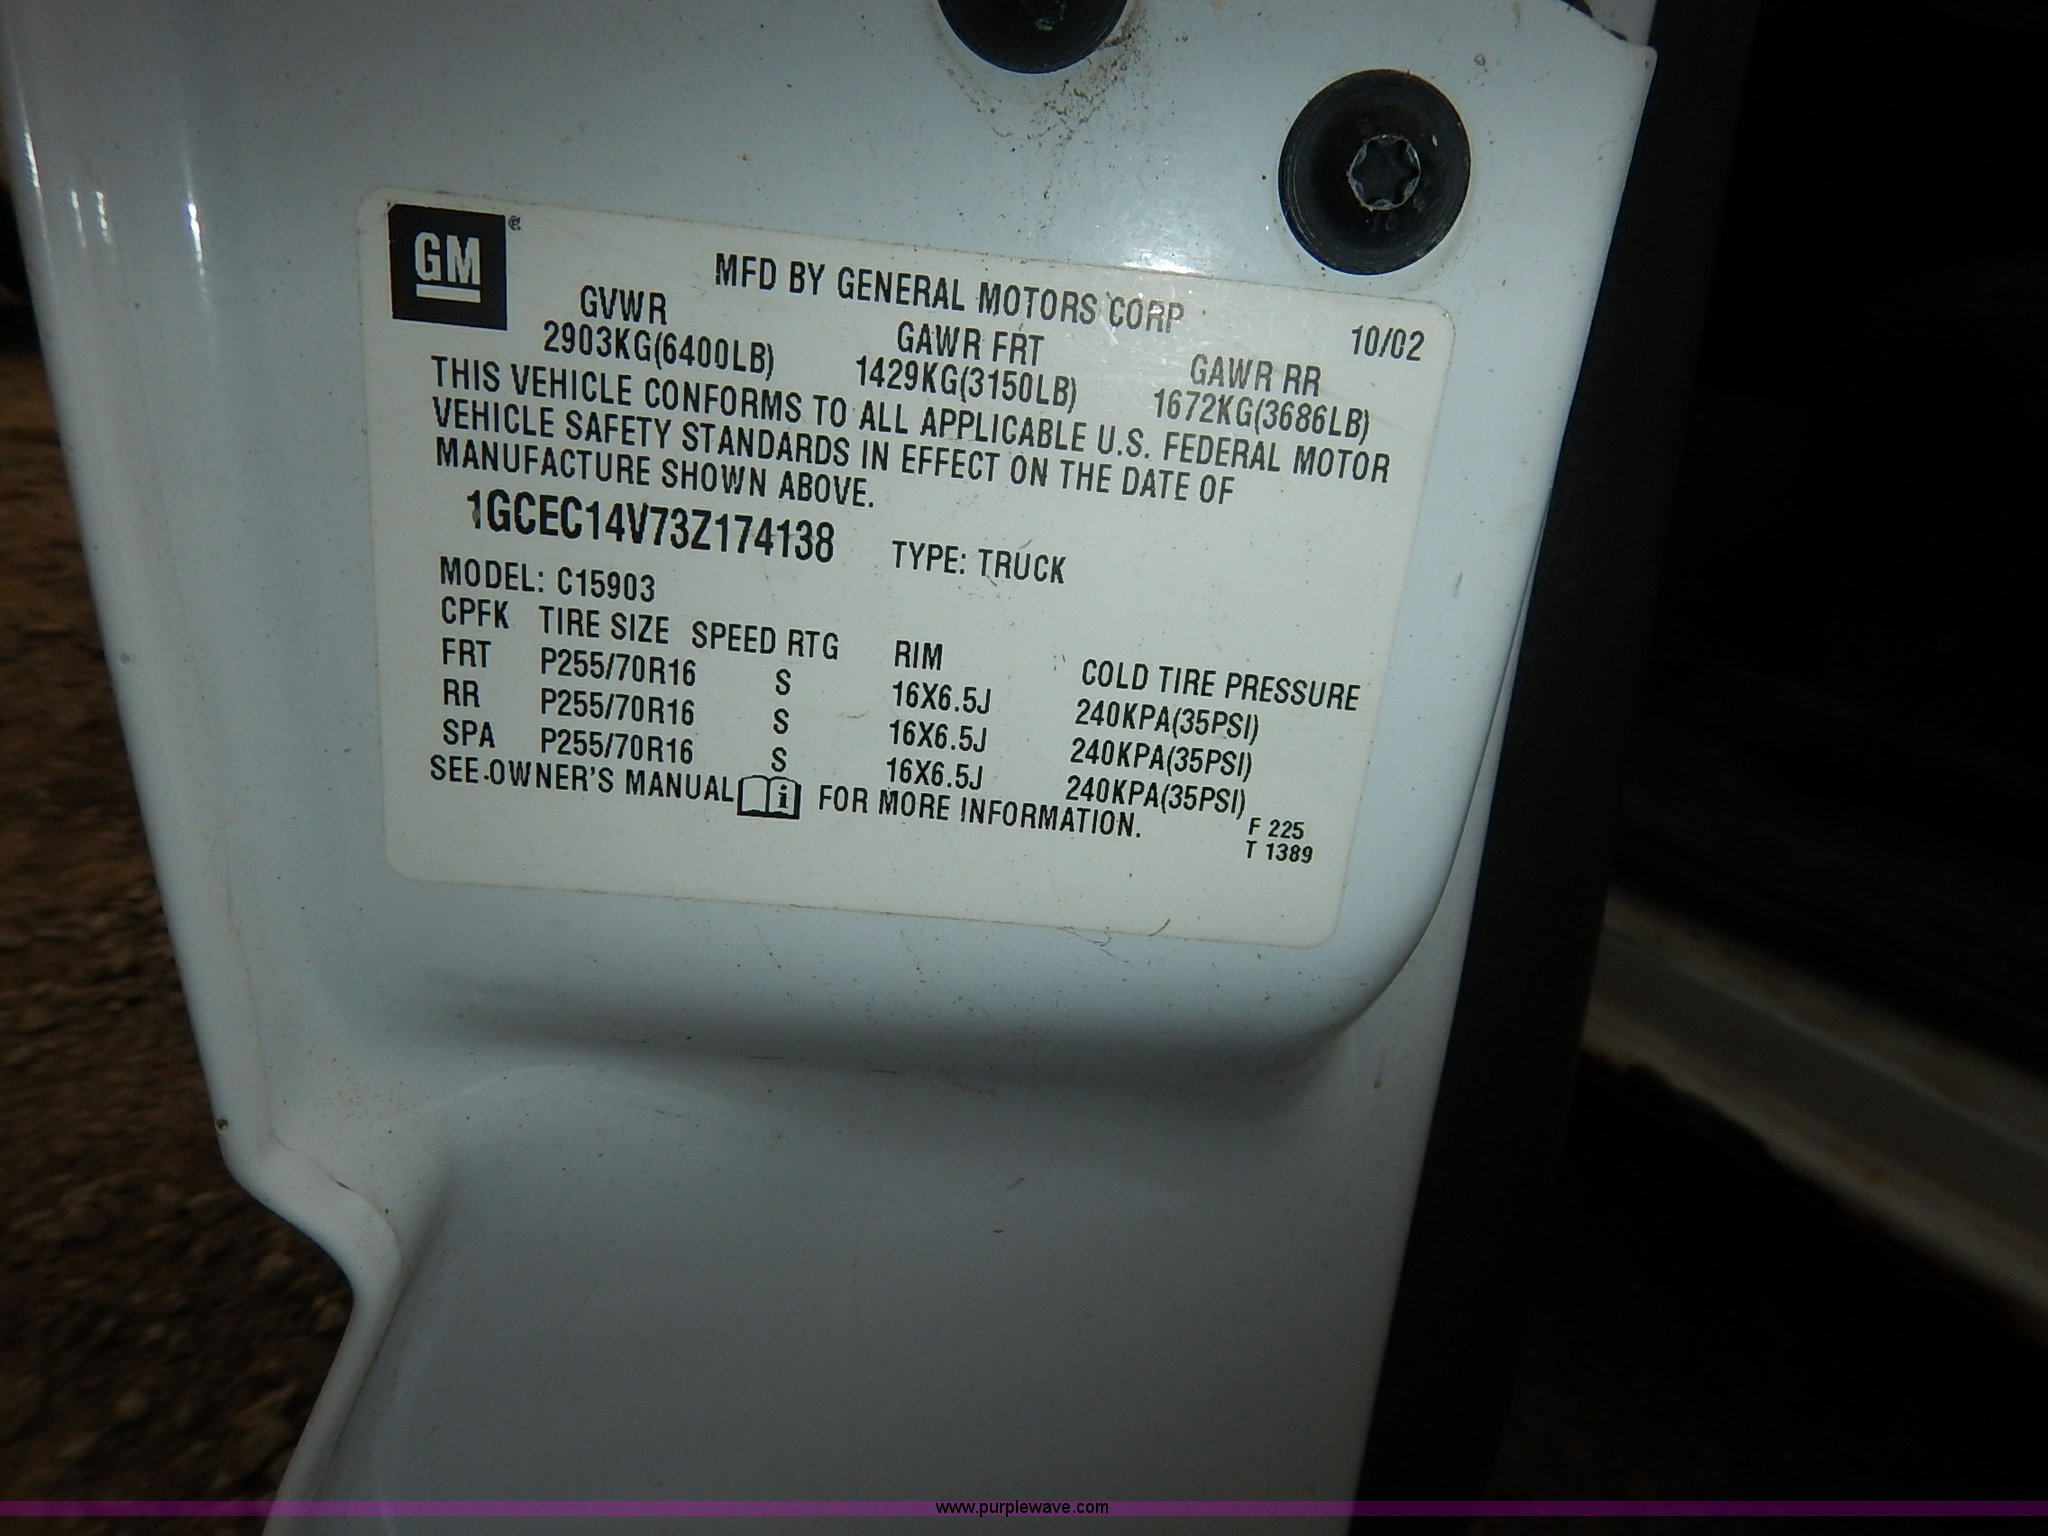 GM
MFD BY GENERAL MOTORS CORP
10/02
GVWR GAWR FRT GAWR RR
2903KG(6400LB) 1429KG(3150LB) 1672KG(3686LB)
THIS VEHICLE CONFORMS TO ALL APPLICABLE U.S. FEDERAL MOTOR
VEHICLE SAFETY STANDARDS IN EFFECT ON THE DATE OF
MANUFACTURE SHOWN ABOVE.
1GCEC14V73Z174138 TYPE: TRUCK
MODEL: C15903
CPFK TIRE SIZE SPEED RTG RIM COLD TIRE PRESSURE
FRT P255/70R16 S 16X6.5J 240KPA(35PSI)
RR P255/70R16 S 16X6.5J 240KPA(35PSI)
SPA P255/70R16 S 16X6.5J 240KPA(35PSI)
SEE OWNER'S MANUAL FOR MORE INFORMATION.
F 225
T 1389
www.purplewave.com